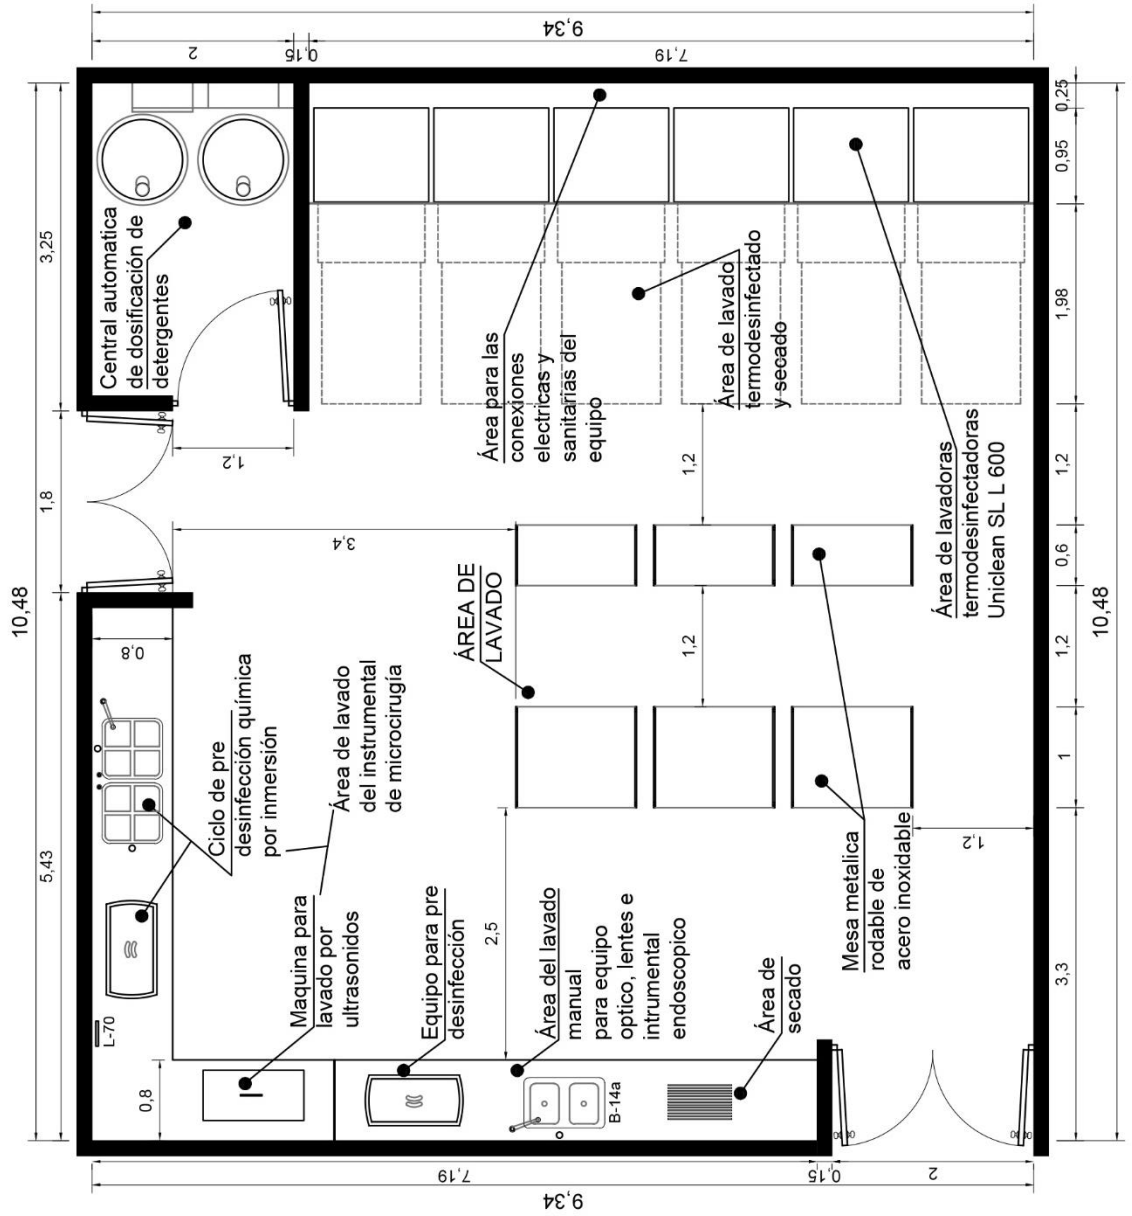 10,48
5,43
1,8
3,25
L-70
0,8
Central automatica
de dosificación de
detergentes
2
0,8
Ciclo de pre
desinfección química
por inmersión
1,2
Maquina para
lavado por
ultrasonidos
Área de lavado
del instrumental
de microcirugía
0,15
3,4
Equipo para pre
desinfección
2,5
ÁREA DE
LAVADO
Área para las
conexiones
electricas y
sanitarias del
equipo
7,19
9,34
9,34
7,19
B-14a
Área del lavado
manual
para equipo
optico, lentes e
intrumental
endoscopico
1,2
1,2
Área de lavado
termodesinfectado
y secado
7,19
9,34
Área de
secado
Mesa metalica
rodable de
acero inoxidable
Área de lavadoras
termodesinfectadoras
Uniclean SL L 600
0,15
2
1,2
3,3
1
1,2
0,6
1,2
1,98
0,95
0,25
10,48